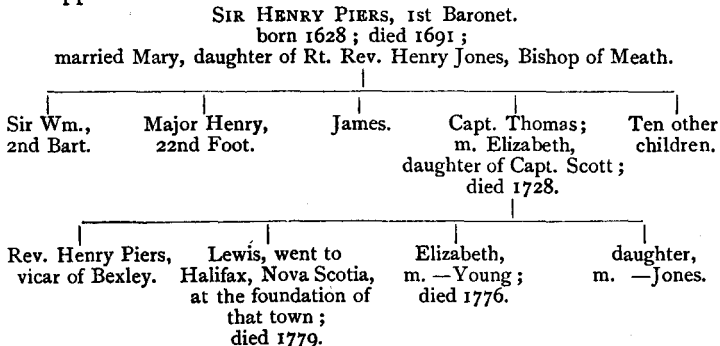 SIR HENRY PIERS, 1st Baronet.
born 1628 ; died 1691 ;
married Mary, daughter of Rt. Rev. Henry Jones, Bishop of Meath.
Sir Wm.,
2nd Bart.
Major Henry,
22nd Foot.
James.
Capt. Thomas;
m. Elizabeth,
daughter of Capt. Scott ;
died 1728.
Ten other
children.
Rev. Henry Piers,
vicar of Bexley.
Lewis, went to
Halifax, Nova Scotia,
at the foundation of
that town ;
died 1779.
Elizabeth,
m. —Young ;
died 1776.
daughter,
m. —Jones.